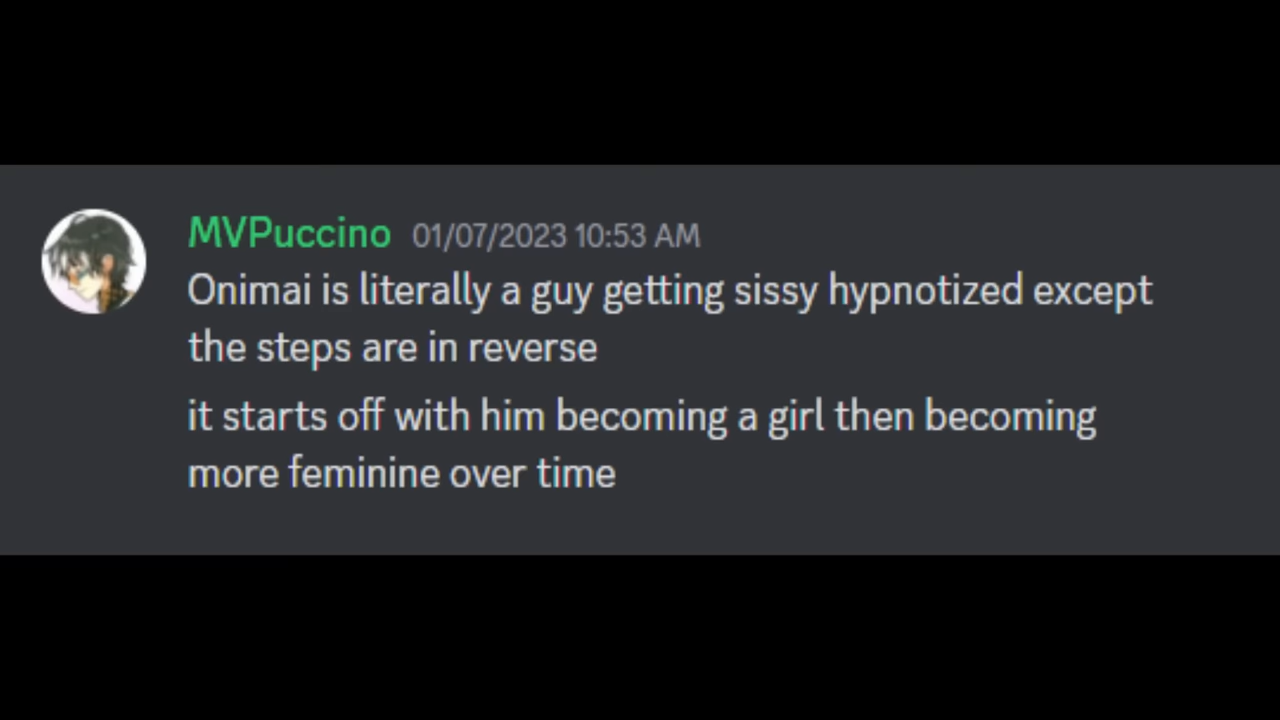 MVPuccino 01/07/2023 10:53 AM
Onimai is literally a guy getting sissy hypnotized except
the steps are in reverse
it starts off with him becoming a girl then becoming
more feminine over time